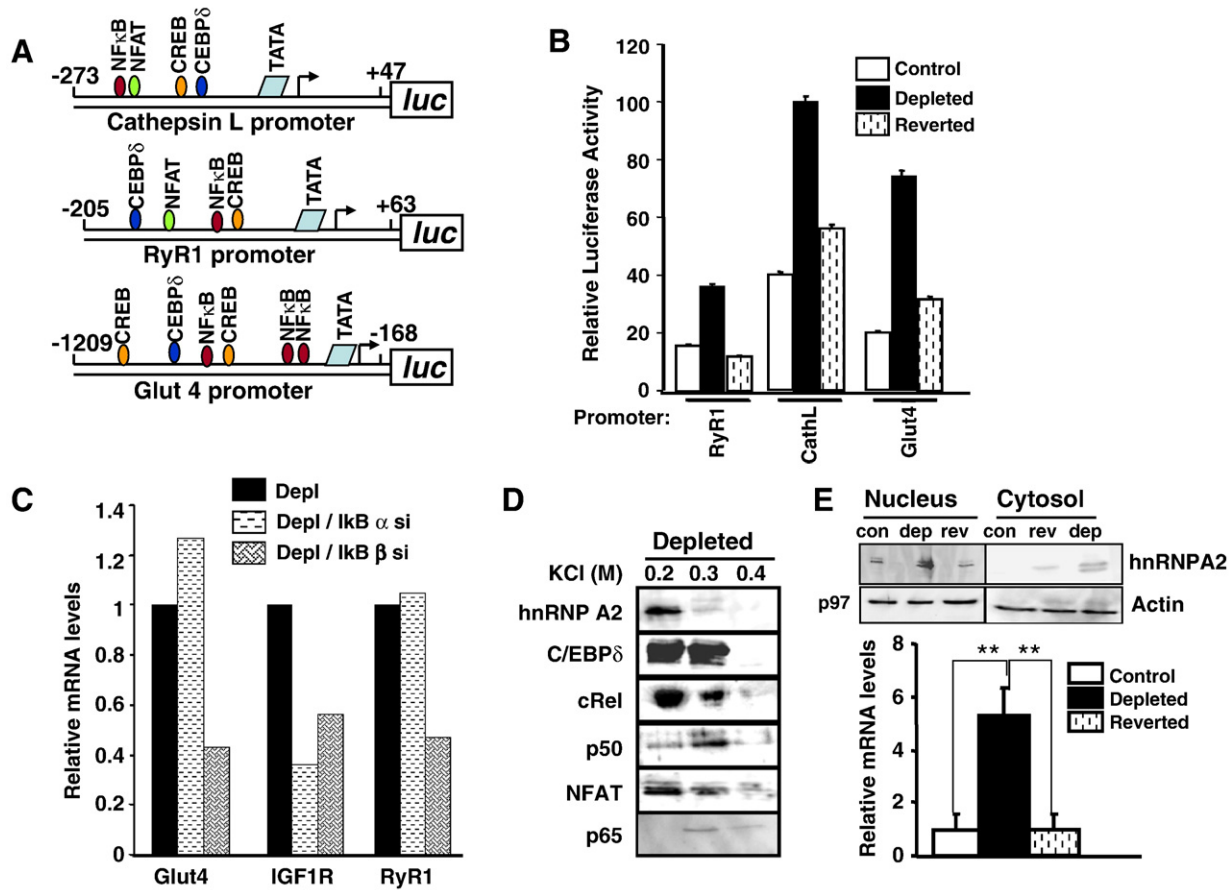 A
NFκB
NFAT
CREB
CEBPδ
TATA
-273
+47
luc
Cathepsin L promoter
CEBPδ
NFAT
NFκB
CREB
TATA
-205
+63
luc
RyR1 promoter
CREB
CEBPδ
NFκB
CREB
NFκB
NFκB
TATA
-1209
-168
luc
Glut 4 promoter
B
Relative Luciferase Activity
120
100
80
60
40
20
0
Control
Depleted
Reverted
Promoter:
RyR1
CathL
Glut4
C
Depl
Depl / IkB α si
Depl / IkB β si
Relative mRNA levels
1.4
1.2
1
0.8
0.6
0.4
0.2
0
Glut4 IGF1R RyR1
D
Depleted
KCl (M) 0.2 0.3 0.4
hnRNP A2
C/EBPδ
cRel
p50
NFAT
p65
E
Nucleus Cytosol
con dep rev con rev dep
hnRNPA2
p97 Actin
Relative mRNA levels
8
6
4
2
0
** **
Control
Depleted
Reverted